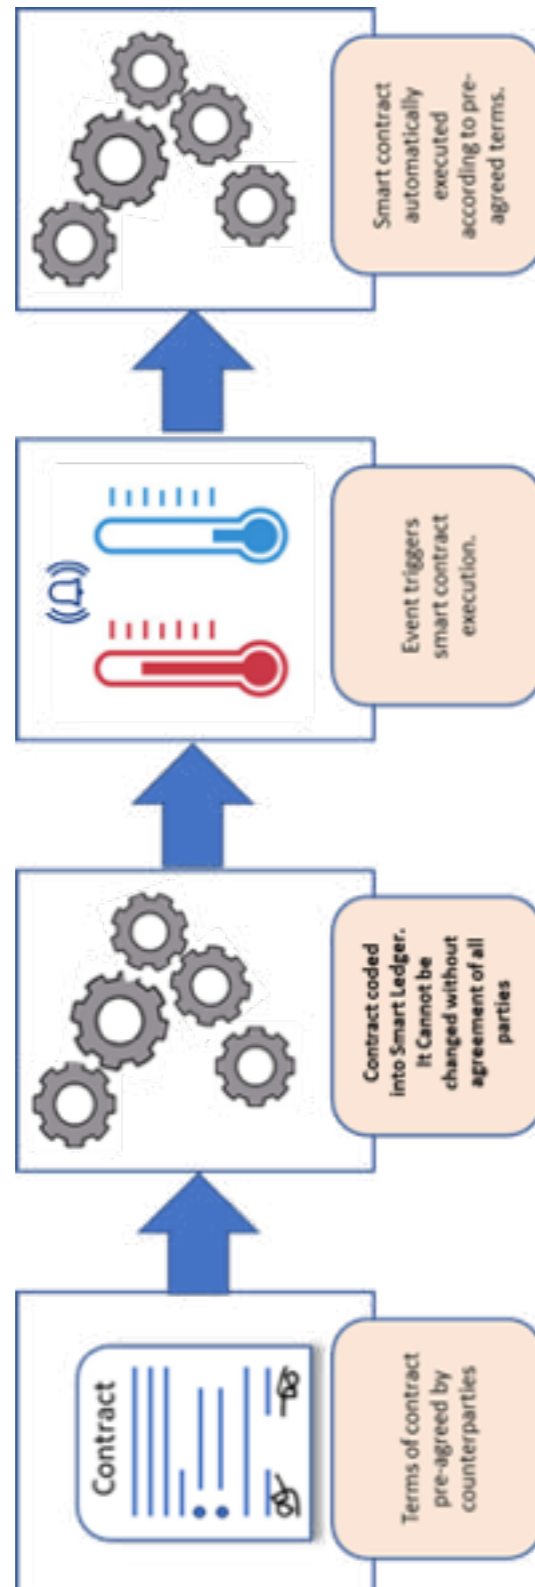 Contract
Terms of contract
pre-agreed by
counterparties
Contract coded
into Smart Ledger.
It Cannot be
changed without
agreement of all
parties
Event triggers
smart contract
execution.
Smart contract
automatically
executed
according to pre-
agreed terms.